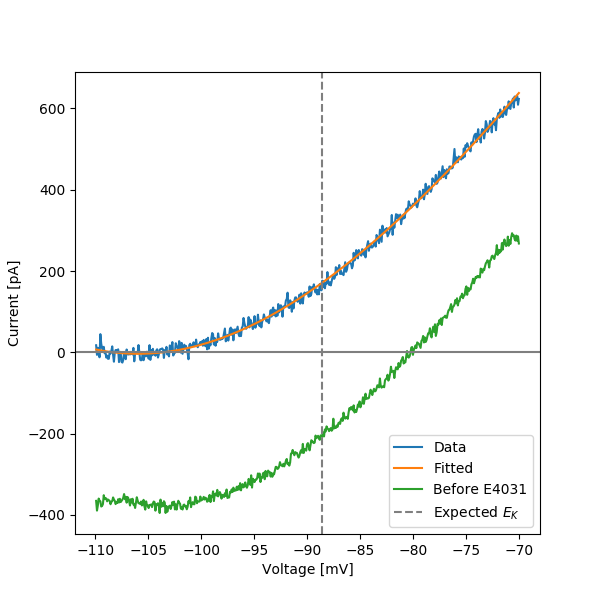 600
400
200
0
−200
−400
Current [pA]
Data
Fitted
Before E4031
Expected E_K
−110 −105 −100 −95 −90 −85 −80 −75 −70
Voltage [mV]